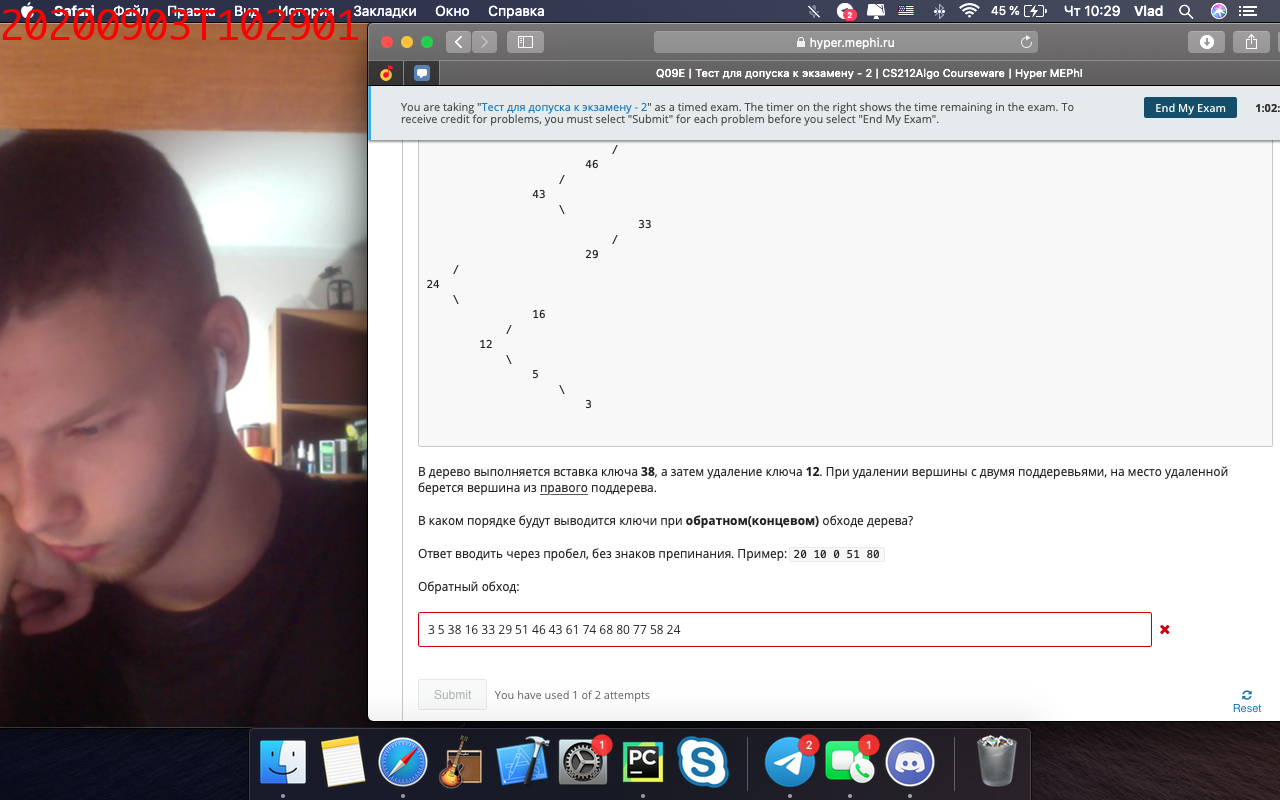 20200903T102901
Safari Файл Правка Вид История Закладки Окно Справка 2 45 % Чт 10:29 Vlad
hyper.mephi.ru
Q09E | Тест для допуска к экзамену - 2 | CS212Algo Courseware | Hyper MEPhI
You are taking "Тест для допуска к экзамену - 2" as a timed exam. The timer on the right shows the time remaining in the exam. To
receive credit for problems, you must select "Submit" for each problem before you select "End My Exam".
End My Exam
1:02:
/
46
/
43
\
33
/
29
/
24
\
16
/
12
\
5
\
3
В дерево выполняется вставка ключа 38, а затем удаление ключа 12. При удалении вершины с двумя поддеревьями, на место удаленной
берется вершина из правого поддерева.
В каком порядке будут выводится ключи при обратном(концевом) обходе дерева?
Ответ вводить через пробел, без знаков препинания. Пример: 20 10 0 51 80
Обратный обход:
3 5 38 16 33 29 51 46 43 61 74 68 80 77 58 24
Submit You have used 1 of 2 attempts
Reset
1
PC
2
1